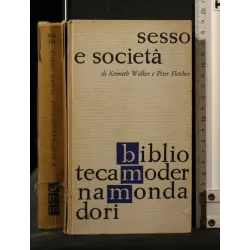 sesso
e società
di Kenneth Walker e Peter Fletcher
biblio
tecamoder
namonda
dori